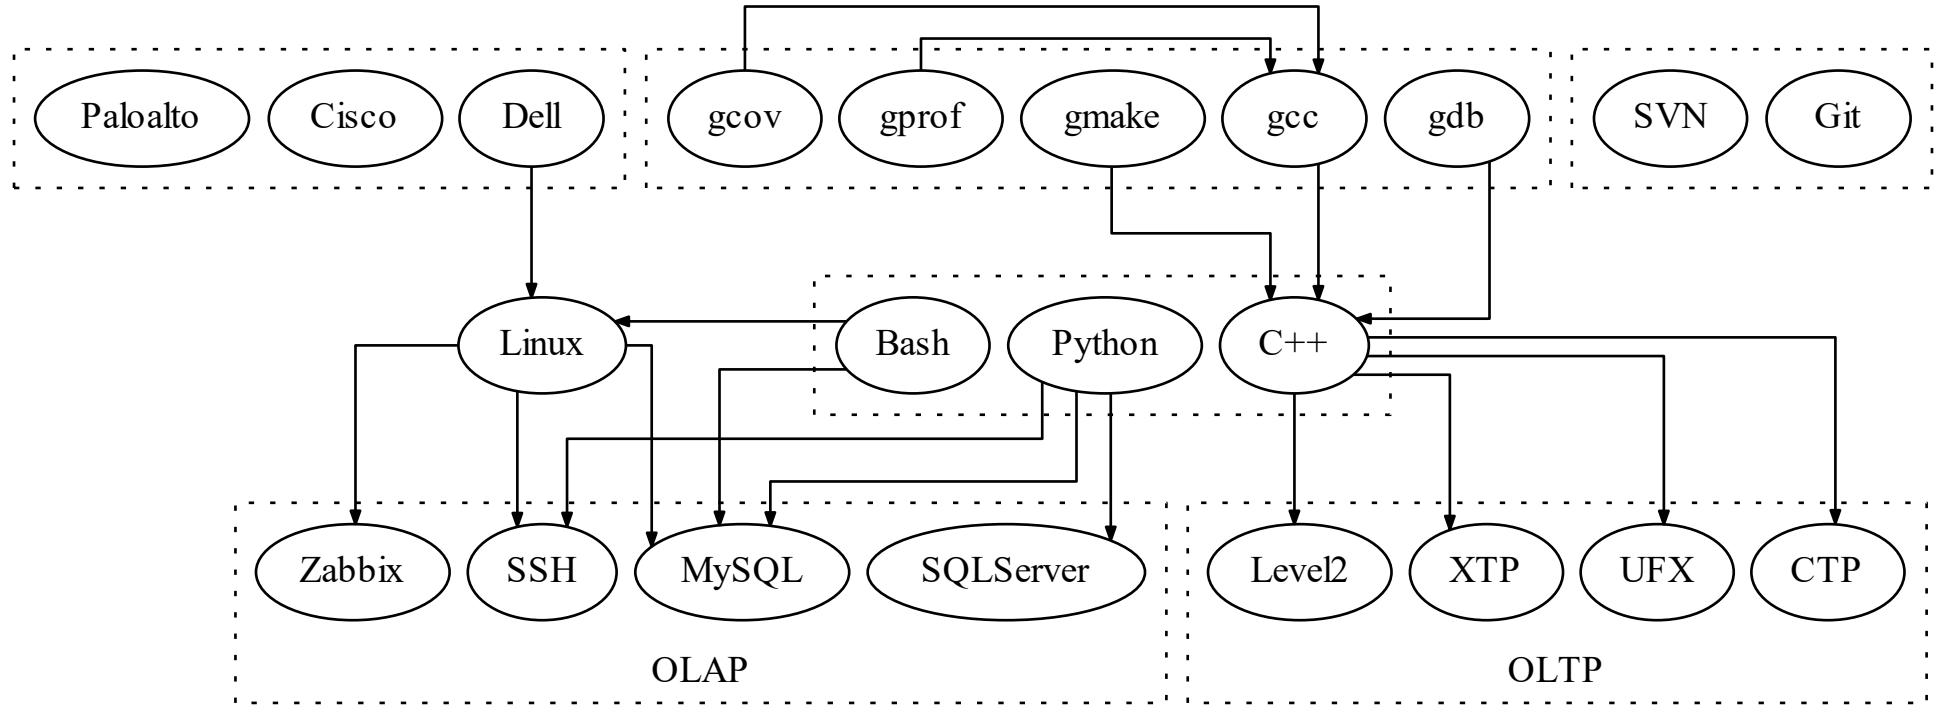 Paloalto Cisco Dell gcov gprof gmake gcc gdb SVN Git
Linux Bash Python C++
Zabbix SSH MySQL SQLServer Level2 XTP UFX CTP
OLAP OLTP